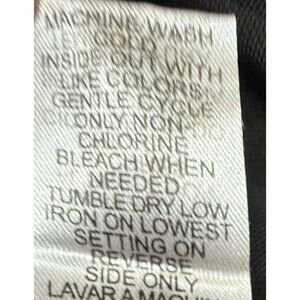 MACHINE WASH
COLD
INSIDE OUT WITH
LIKE COLORS
GENTLE CYCLE
ONLY NON-
CHLORINE
BLEACH WHEN
NEEDED
TUMBLE DRY LOW
IRON ON LOWEST
SETTING ON
REVERSE
SIDE ONLY
LAVAR A